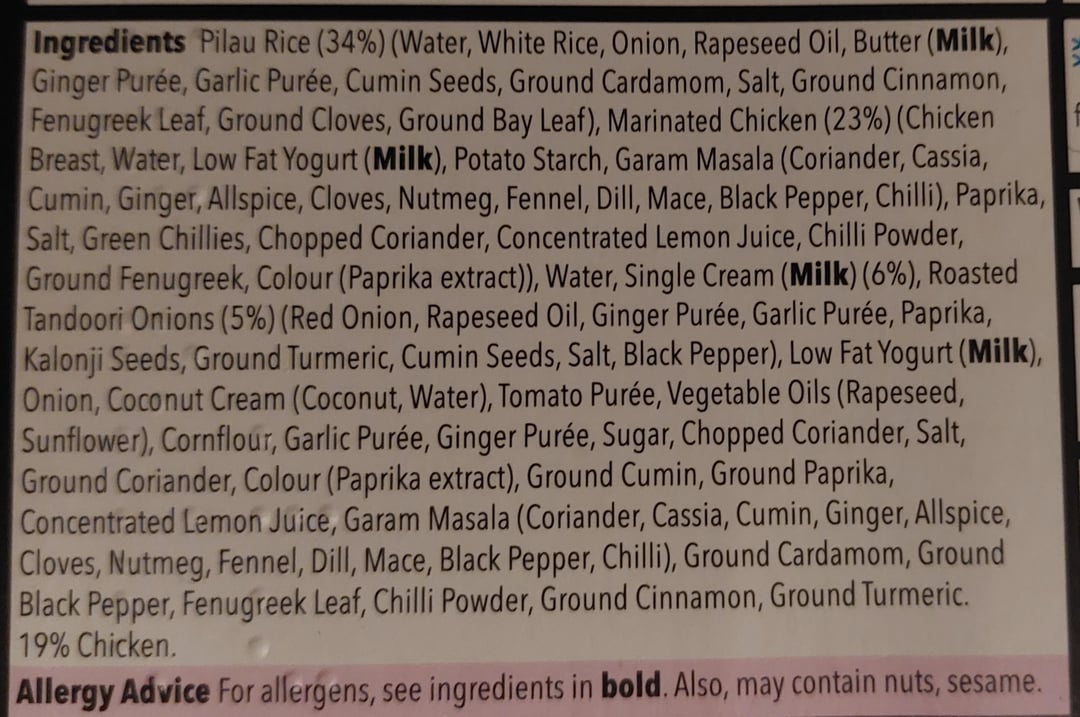 Ingredients Pilau Rice (34%) (Water, White Rice, Onion, Rapeseed Oil, Butter (Milk),
Ginger Purée, Garlic Purée, Cumin Seeds, Ground Cardamom, Salt, Ground Cinnamon,
Fenugreek Leaf, Ground Cloves, Ground Bay Leaf), Marinated Chicken (23%) (Chicken
Breast, Water, Low Fat Yogurt (Milk), Potato Starch, Garam Masala (Coriander, Cassia,
Cumin, Ginger, Allspice, Cloves, Nutmeg, Fennel, Dill, Mace, Black Pepper, Chilli), Paprika,
Salt, Green Chillies, Chopped Coriander, Concentrated Lemon Juice, Chilli Powder,
Ground Fenugreek, Colour (Paprika extract)), Water, Single Cream (Milk) (6%), Roasted
Tandoori Onions (5%) (Red Onion, Rapeseed Oil, Ginger Purée, Garlic Purée, Paprika,
Kalonji Seeds, Ground Turmeric, Cumin Seeds, Salt, Black Pepper), Low Fat Yogurt (Milk),
Onion, Coconut Cream (Coconut, Water), Tomato Purée, Vegetable Oils (Rapeseed,
Sunflower), Cornflour, Garlic Purée, Ginger Purée, Sugar, Chopped Coriander, Salt,
Ground Coriander, Colour (Paprika extract), Ground Cumin, Ground Paprika,
Concentrated Lemon Juice, Garam Masala (Coriander, Cassia, Cumin, Ginger, Allspice,
Cloves, Nutmeg, Fennel, Dill, Mace, Black Pepper, Chilli), Ground Cardamom, Ground
Black Pepper, Fenugreek Leaf, Chilli Powder, Ground Cinnamon, Ground Turmeric.
19% Chicken.
Allergy Advice For allergens, see ingredients in bold. Also, may contain nuts, sesame.